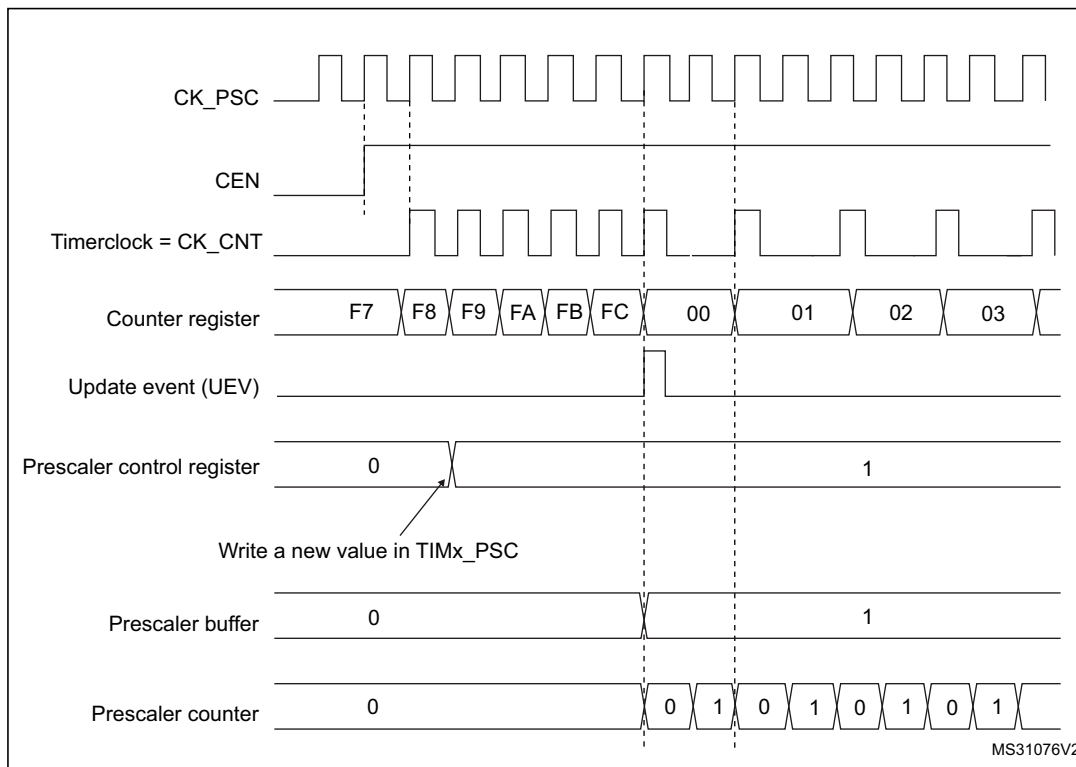 CK_PSC
CEN
Timerclock = CK_CNT
Counter register F7 F8 F9 FA FB FC 00 01 02 03
Update event (UEV)
Prescaler control register 0 1
Write a new value in TIMx_PSC
Prescaler buffer 0 1
Prescaler counter 0 0 1 0 1 0 1 0 1
MS31076V2